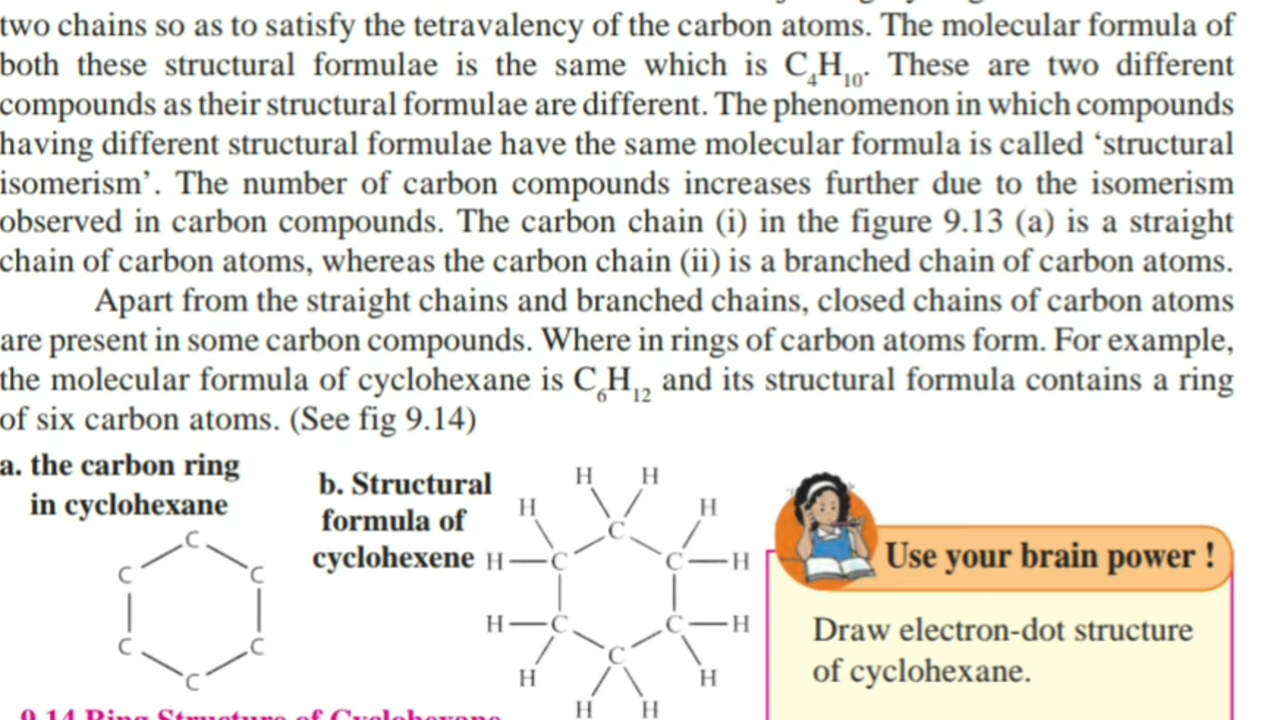 two chains so as to satisfy the tetravalency of the carbon atoms. The molecular formula of
both these structural formulae is the same which is C₄H₁₀. These are two different
compounds as their structural formulae are different. The phenomenon in which compounds
having different structural formulae have the same molecular formula is called ‘structural
isomerism’. The number of carbon compounds increases further due to the isomerism
observed in carbon compounds. The carbon chain (i) in the figure 9.13 (a) is a straight
chain of carbon atoms, whereas the carbon chain (ii) is a branched chain of carbon atoms.
Apart from the straight chains and branched chains, closed chains of carbon atoms
are present in some carbon compounds. Where in rings of carbon atoms form. For example,
the molecular formula of cyclohexane is C₆H₁₂ and its structural formula contains a ring
of six carbon atoms. (See fig 9.14)
a. the carbon ring
in cyclohexane
C
C C
C C
C
b. Structural
formula of
cyclohexene
H H
H H
C
H—C C—H
H—C C—H
C
H H
H H
Use your brain power !
Draw electron-dot structure
of cyclohexane.
9.14 Ring Structure of Cyclohexane